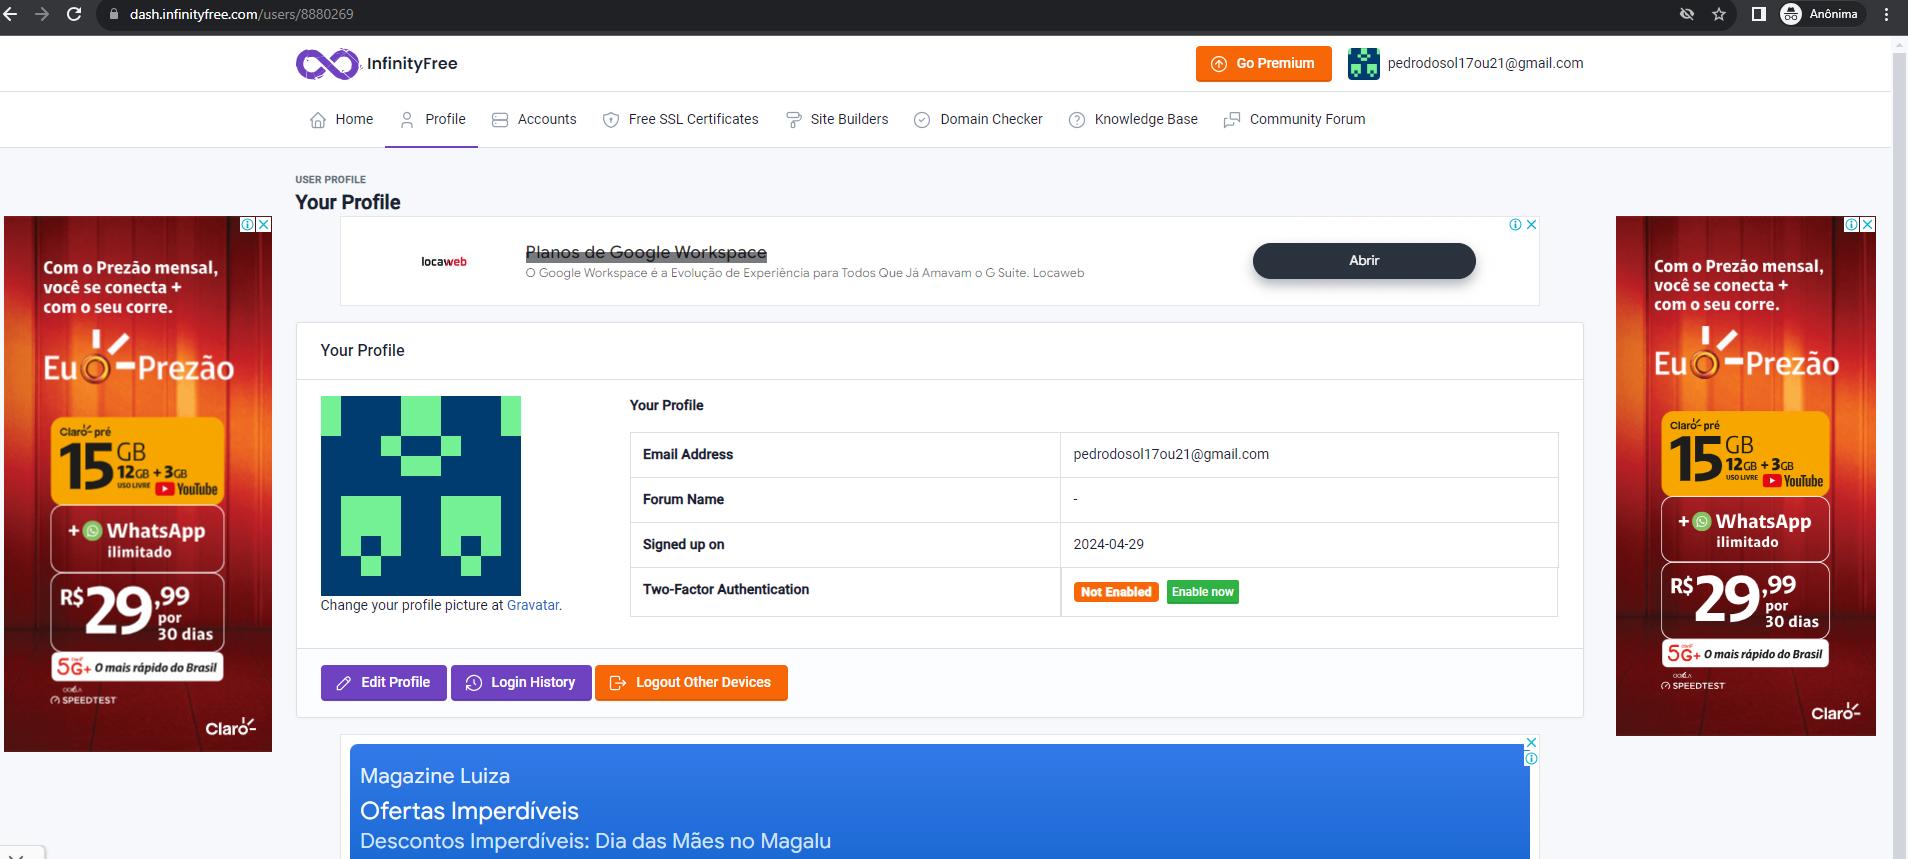 dash.infinityfree.com/users/8880269
Anônima
InfinityFree
Go Premium
pedrodosol17ou21@gmail.com
Home
Profile
Accounts
Free SSL Certificates
Site Builders
Domain Checker
Knowledge Base
Community Forum
USER PROFILE
Your Profile
Com o Prezão mensal,
você se conecta +
com o seu corre.
Eu Prezão
Claro pré
15 GB
12GB + 3GB
USO LIVRE YouTube
+ WhatsApp
ilimitado
R$29,99
por
30 dias
5G+ O mais rápido do Brasil
OOKLA
SPEEDTEST
Claro
locaweb
Planos de Google Workspace
O Google Workspace é a Evolução de Experiência para Todos Que Já Amavam o G Suite. Locaweb
Abrir
Your Profile
Change your profile picture at Gravatar.
Your Profile
Email Address
pedrodosol17ou21@gmail.com
Forum Name
-
Signed up on
2024-04-29
Two-Factor Authentication
Not Enabled
Enable now
Edit Profile
Login History
Logout Other Devices
Magazine Luiza
Ofertas Imperdíveis
Descontos Imperdíveis: Dia das Mães no Magalu
Com o Prezão mensal,
você se conecta +
com o seu corre.
Eu Prezão
Claro pré
15 GB
12GB + 3GB
USO LIVRE YouTube
+ WhatsApp
ilimitado
R$29,99
por
30 dias
5G+ O mais rápido do Brasil
OOKLA
SPEEDTEST
Claro